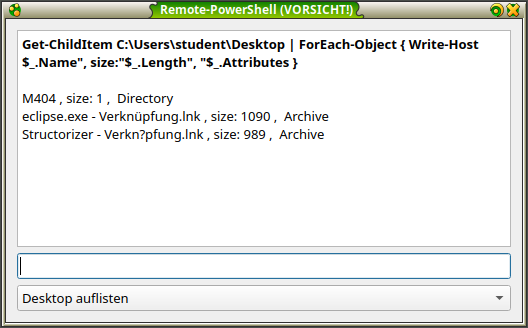 Remote-PowerShell (VORSICHT!)
Get-ChildItem C:\Users\student\Desktop | ForEach-Object { Write-Host
$_.Name", size:"$_.Length", "$_.Attributes }
M404 , size: 1 ,  Directory
eclipse.exe - Verknüpfung.lnk , size: 1090 ,  Archive
Structorizer - Verkn?pfung.lnk , size: 989 ,  Archive
Desktop auflisten